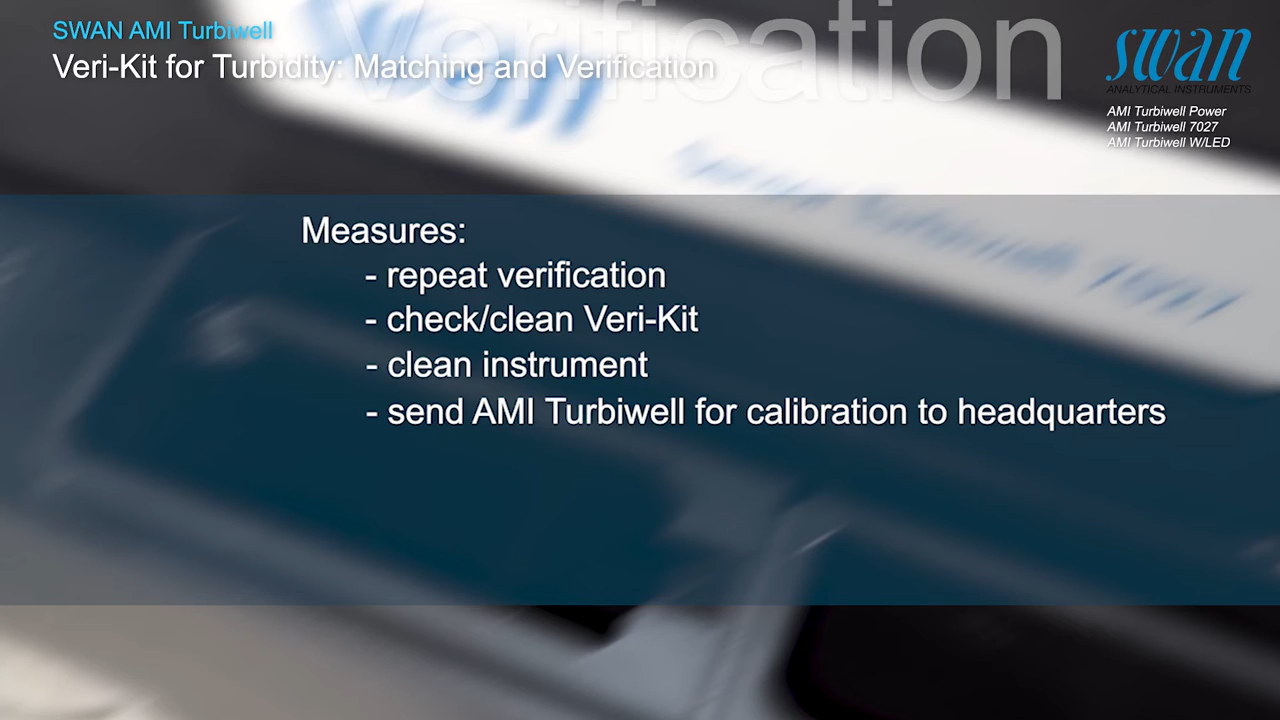 Verification
SWAN AMI Turbiwell
Veri-Kit for Turbidity: Matching and Verification
swan
ANALYTICAL INSTRUMENTS
AMI Turbiwell Power
AMI Turbiwell 7027
AMI Turbiwell W/LED
Measures:
- repeat verification
- check/clean Veri-Kit
- clean instrument
- send AMI Turbiwell for calibration to headquarters